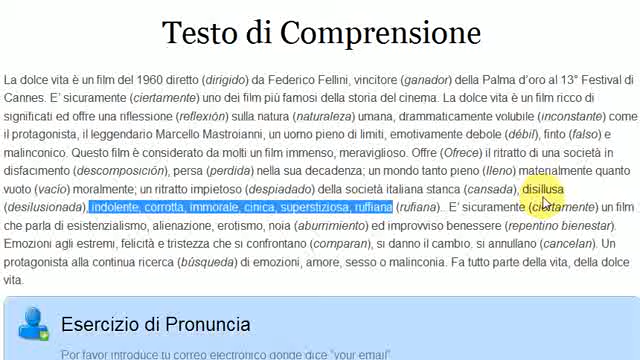 Testo di Comprensione
La dolce vita è un film del 1960 diretto (dirigido) da Federico Fellini, vincitore (ganador) della Palma d'oro al 13° Festival di
Cannes. E' sicuramente (ciertamente) uno dei film più famosi della storia del cinema. La dolce vita è un film ricco di
significati ed offre una riflessione (reflexión) sulla natura (naturaleza) umana, drammaticamente volubile (inconstante) come
il protagonista, il leggendario Marcello Mastroianni, un uomo pieno di limiti, emotivamente debole (débil), finto (falso) e
malinconico. Questo film è considerato da molti un film immenso, meraviglioso. Offre (Ofrece) il ritratto di una società in
disfacimento (descomposición), persa (perdida) nella sua decadenza; un mondo tanto pieno (lleno) materialmente quanto
vuoto (vacío) moralmente; un ritratto impietoso (despiadado) della società italiana stanca (cansada), disillusa
(desilusionada), indolente, corrotta, immorale, cinica, superstiziosa, ruffiana (rufiana).. E' sicuramente (ciertamente) un film
che parla di esistenzialismo, alienazione, erotismo, noia (aburrimiento) ed improvviso benessere (repentino bienestar).
Emozioni agli estremi, felicità e tristezza che si confrontano (comparan), si danno il cambio. si annullano (cancelan). Un
protagonista alla continua ricerca (búsqueda) di emozioni, amore, sesso o malinconia. Fa tutto parte della vita, della dolce
vita.
Esercizio di Pronuncia
Por favor introduce tu correo electronico donde dice "your email"